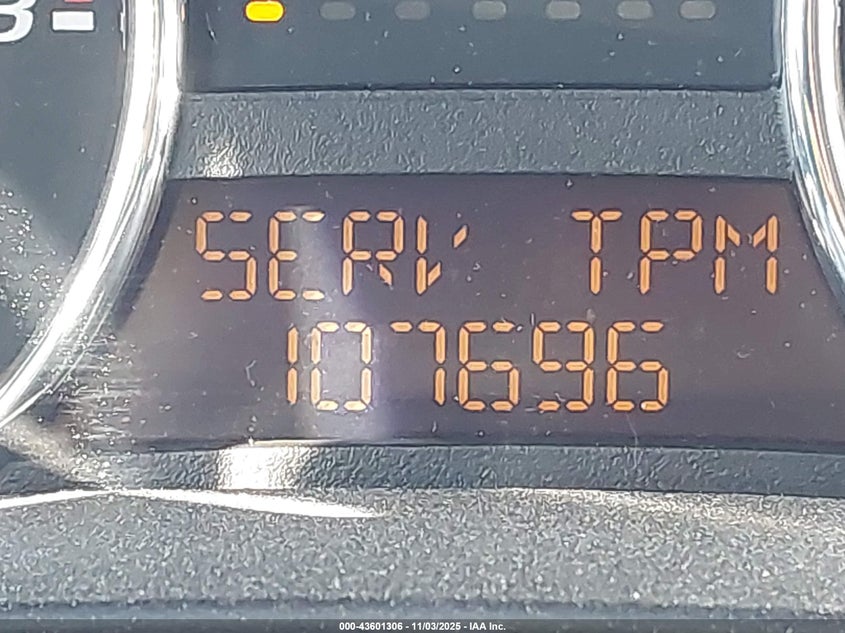 SERV TPM
107696
000-43601306 - 11/03/2025 - IAA Inc.